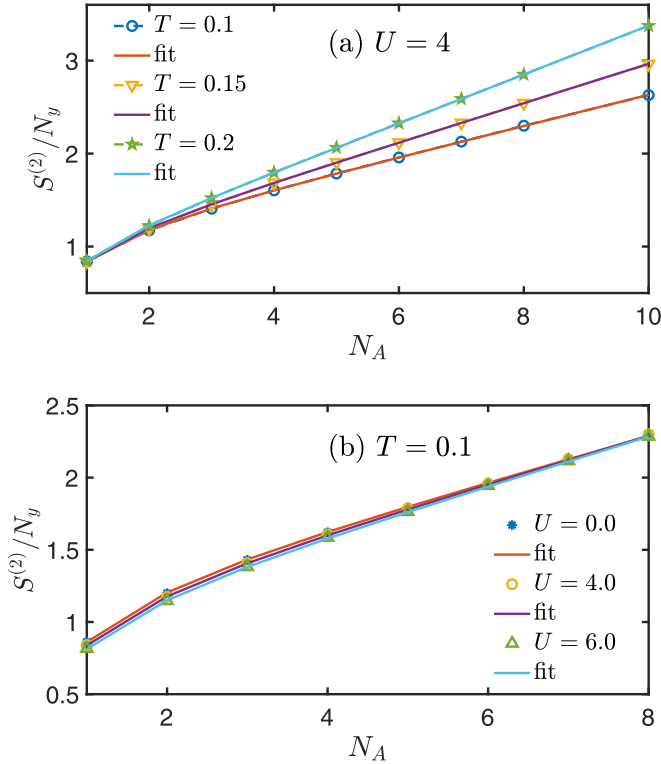 (a) U = 4
T = 0.1
fit
T = 0.15
fit
T = 0.2
fit
S^{(2)}/N_y
3
2
1
2
4
6
8
10
N_A
(b) T = 0.1
U = 0.0
fit
U = 4.0
fit
U = 6.0
fit
S^{(2)}/N_y
2.5
2
1.5
1
0.5
2
4
6
8
N_A